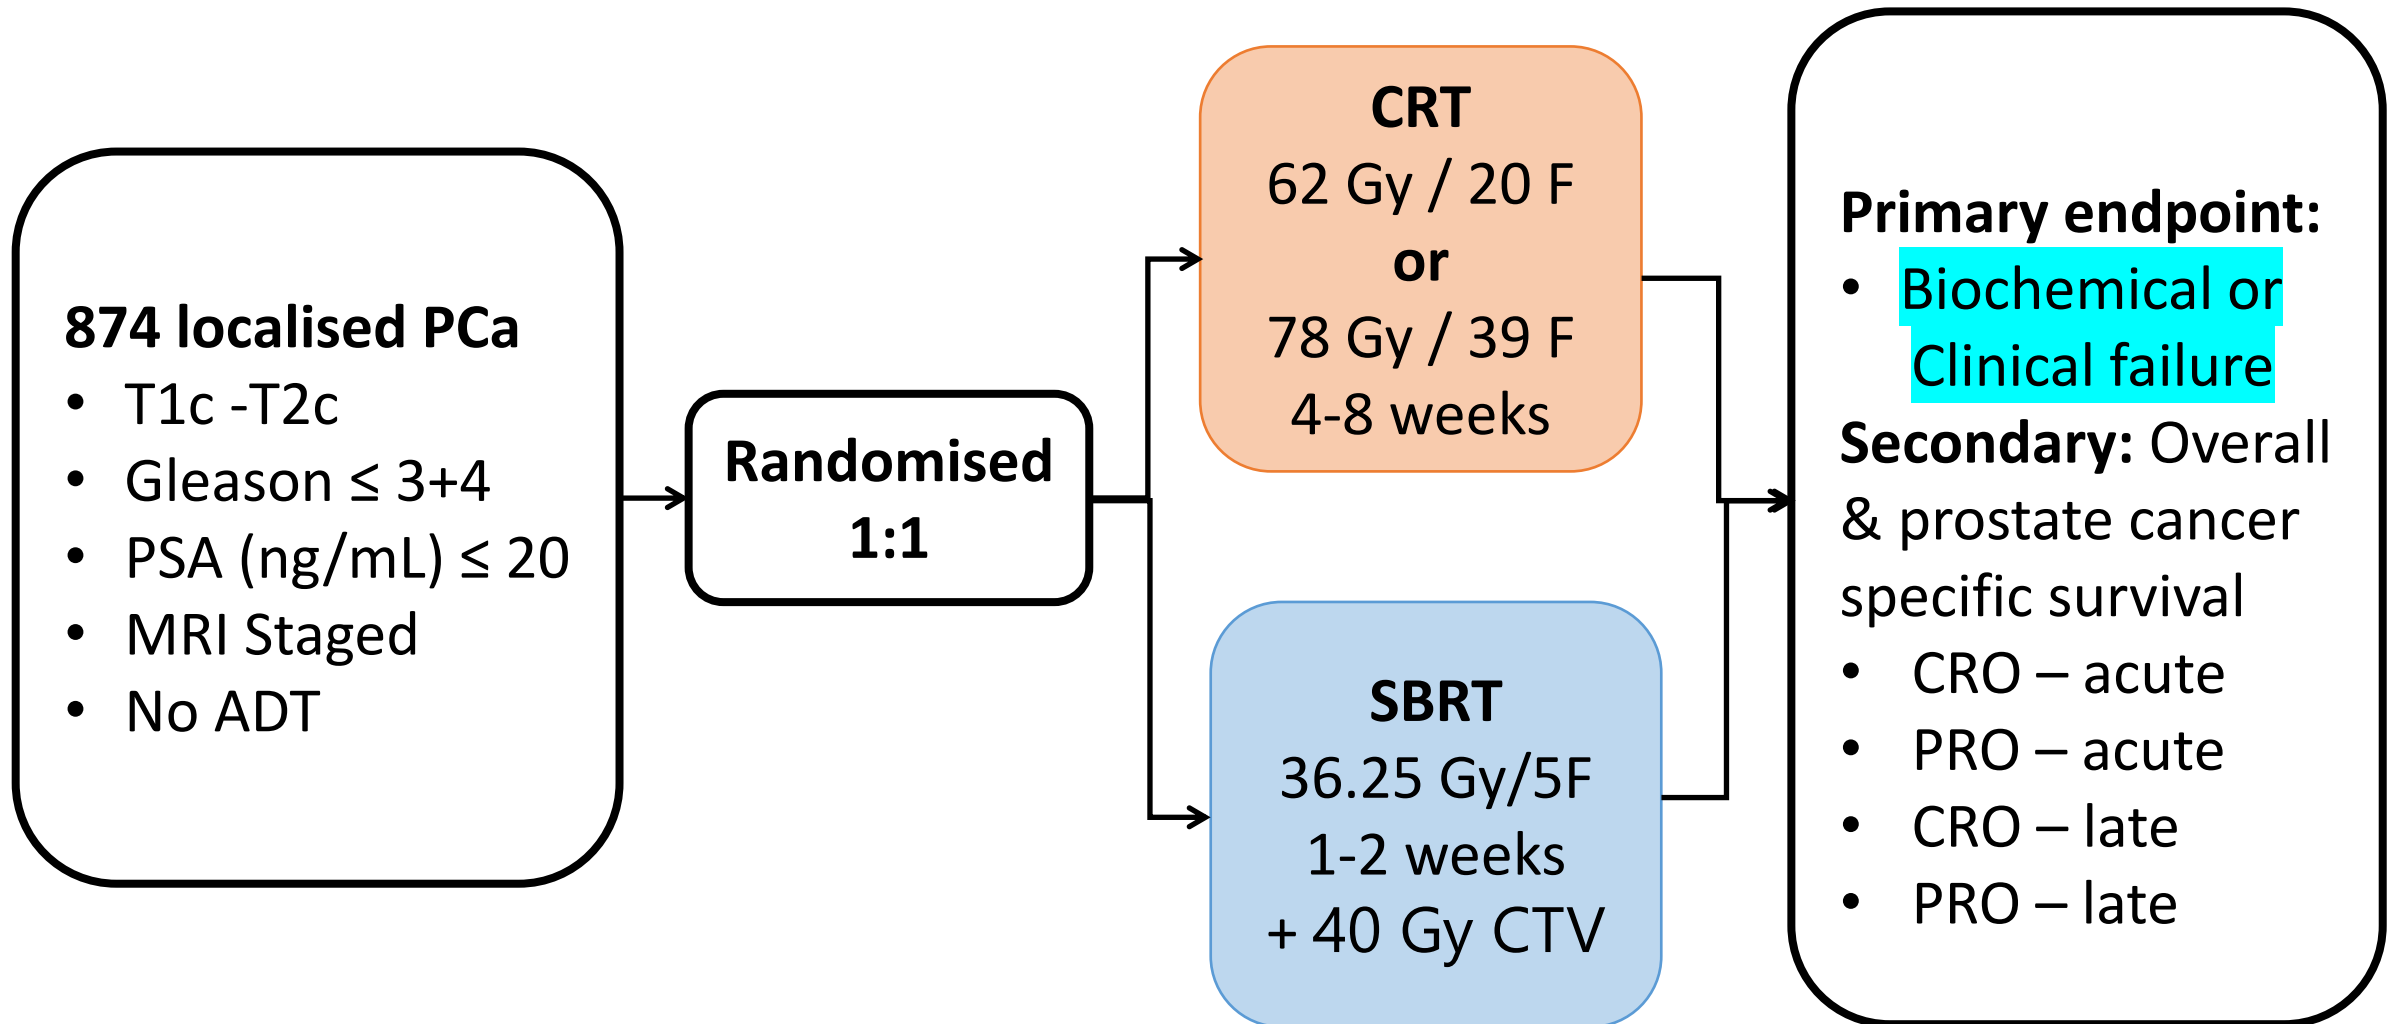 874 localised PCa
• T1c -T2c
• Gleason ≤ 3+4
• PSA (ng/mL) ≤ 20
• MRI Staged
• No ADT
Randomised
1:1
CRT
62 Gy / 20 F
or
78 Gy / 39 F
4-8 weeks
SBRT
36.25 Gy/5F
1-2 weeks
+ 40 Gy CTV
Primary endpoint:
• Biochemical or
Clinical failure
Secondary: Overall
& prostate cancer
specific survival
• CRO – acute
• PRO – acute
• CRO – late
• PRO – late